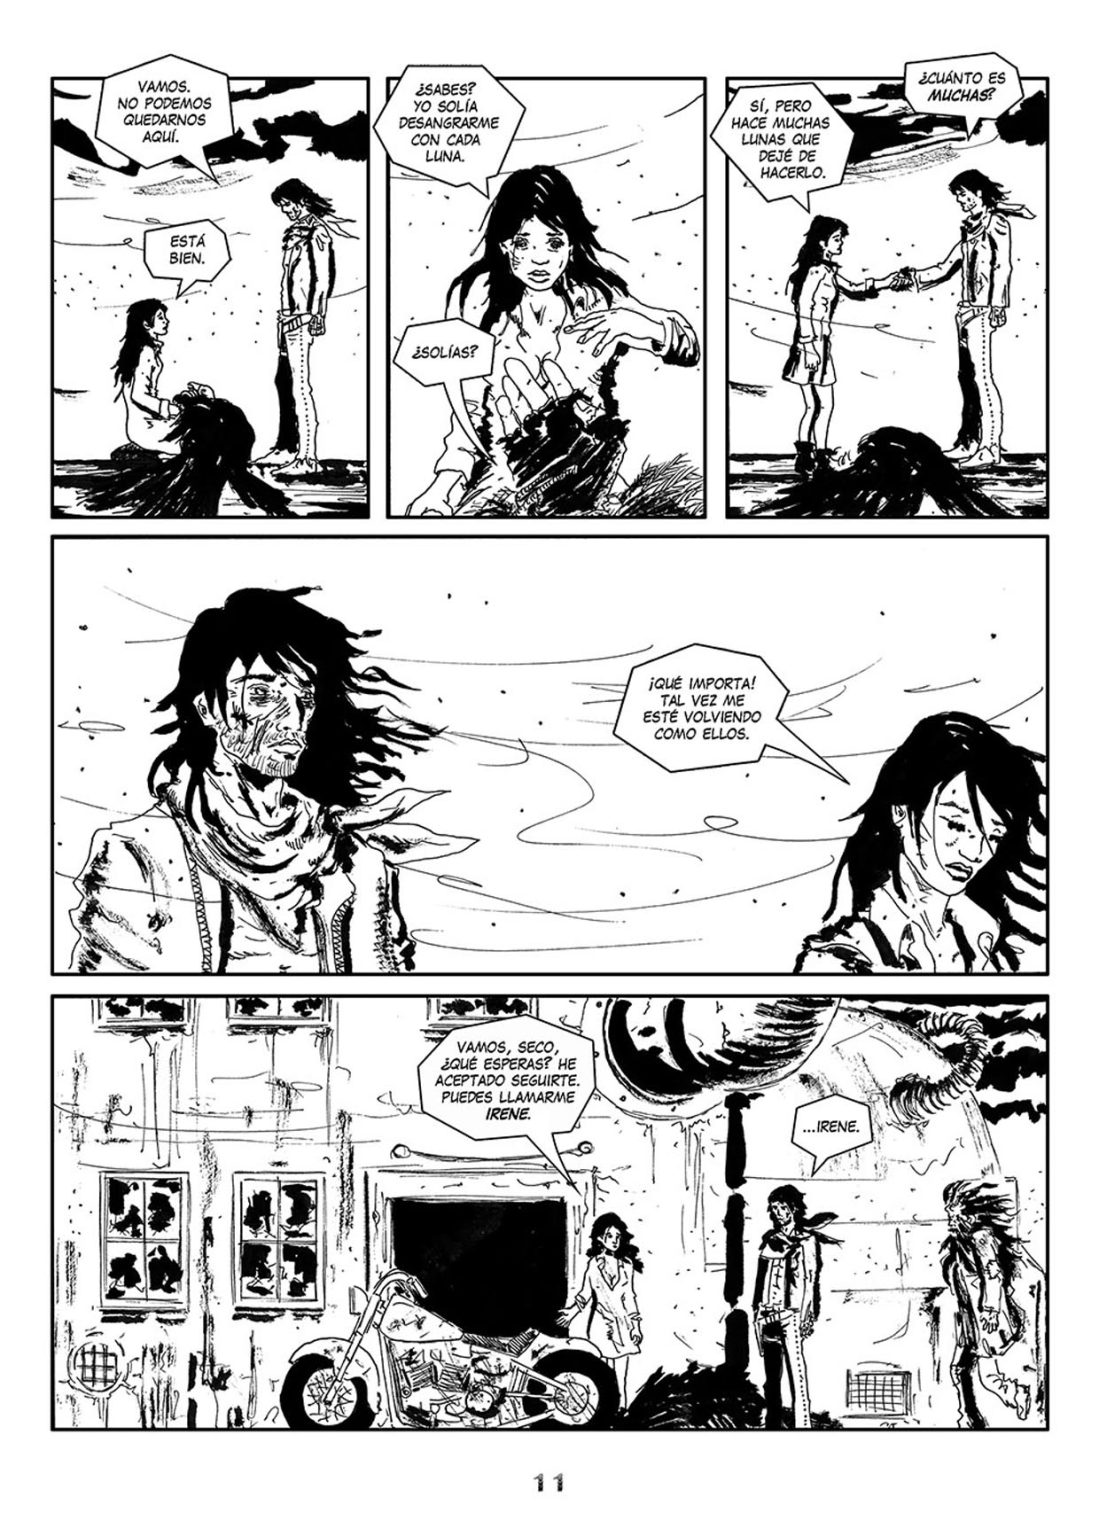 VAMOS.
NO PODEMOS
QUEDARNOS
AQUÍ.
ESTÁ
BIEN.
¿SABES?
YO SOLÍA
DESANGRARME
CON CADA
LUNA.
¿SOLÍAS?
SÍ, PERO
HACE MUCHAS
LUNAS QUE
DEJÉ DE
HACERLO.
¿CUÁNTO ES
MUCHAS?
¡QUÉ IMPORTA!
TAL VEZ ME
ESTÉ VOLVIENDO
COMO ELLOS.
VAMOS, SECO,
¿QUÉ ESPERAS? HE
ACEPTADO SEGUIRTE.
PUEDES LLAMARME
IRENE.
...IRENE.
11